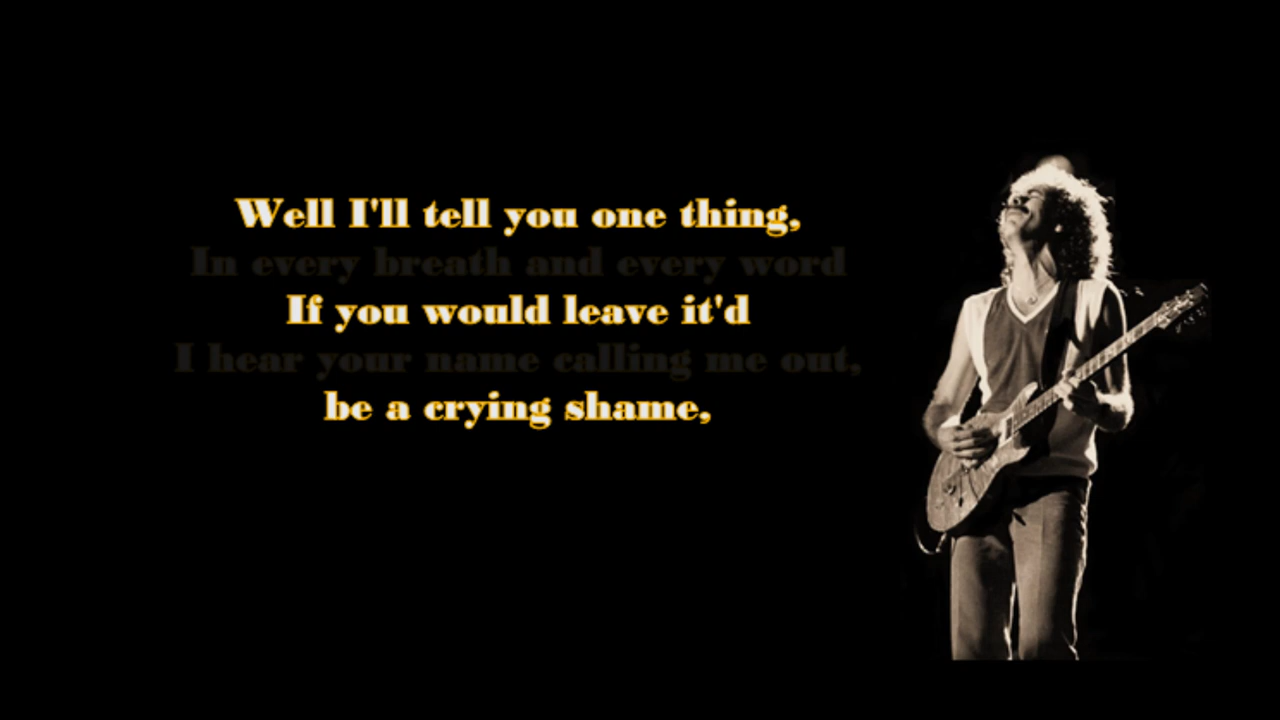 Well I'll tell you one thing,
In every breath and every word
If you would leave it'd
I hear your name calling me out,
be a crying shame,